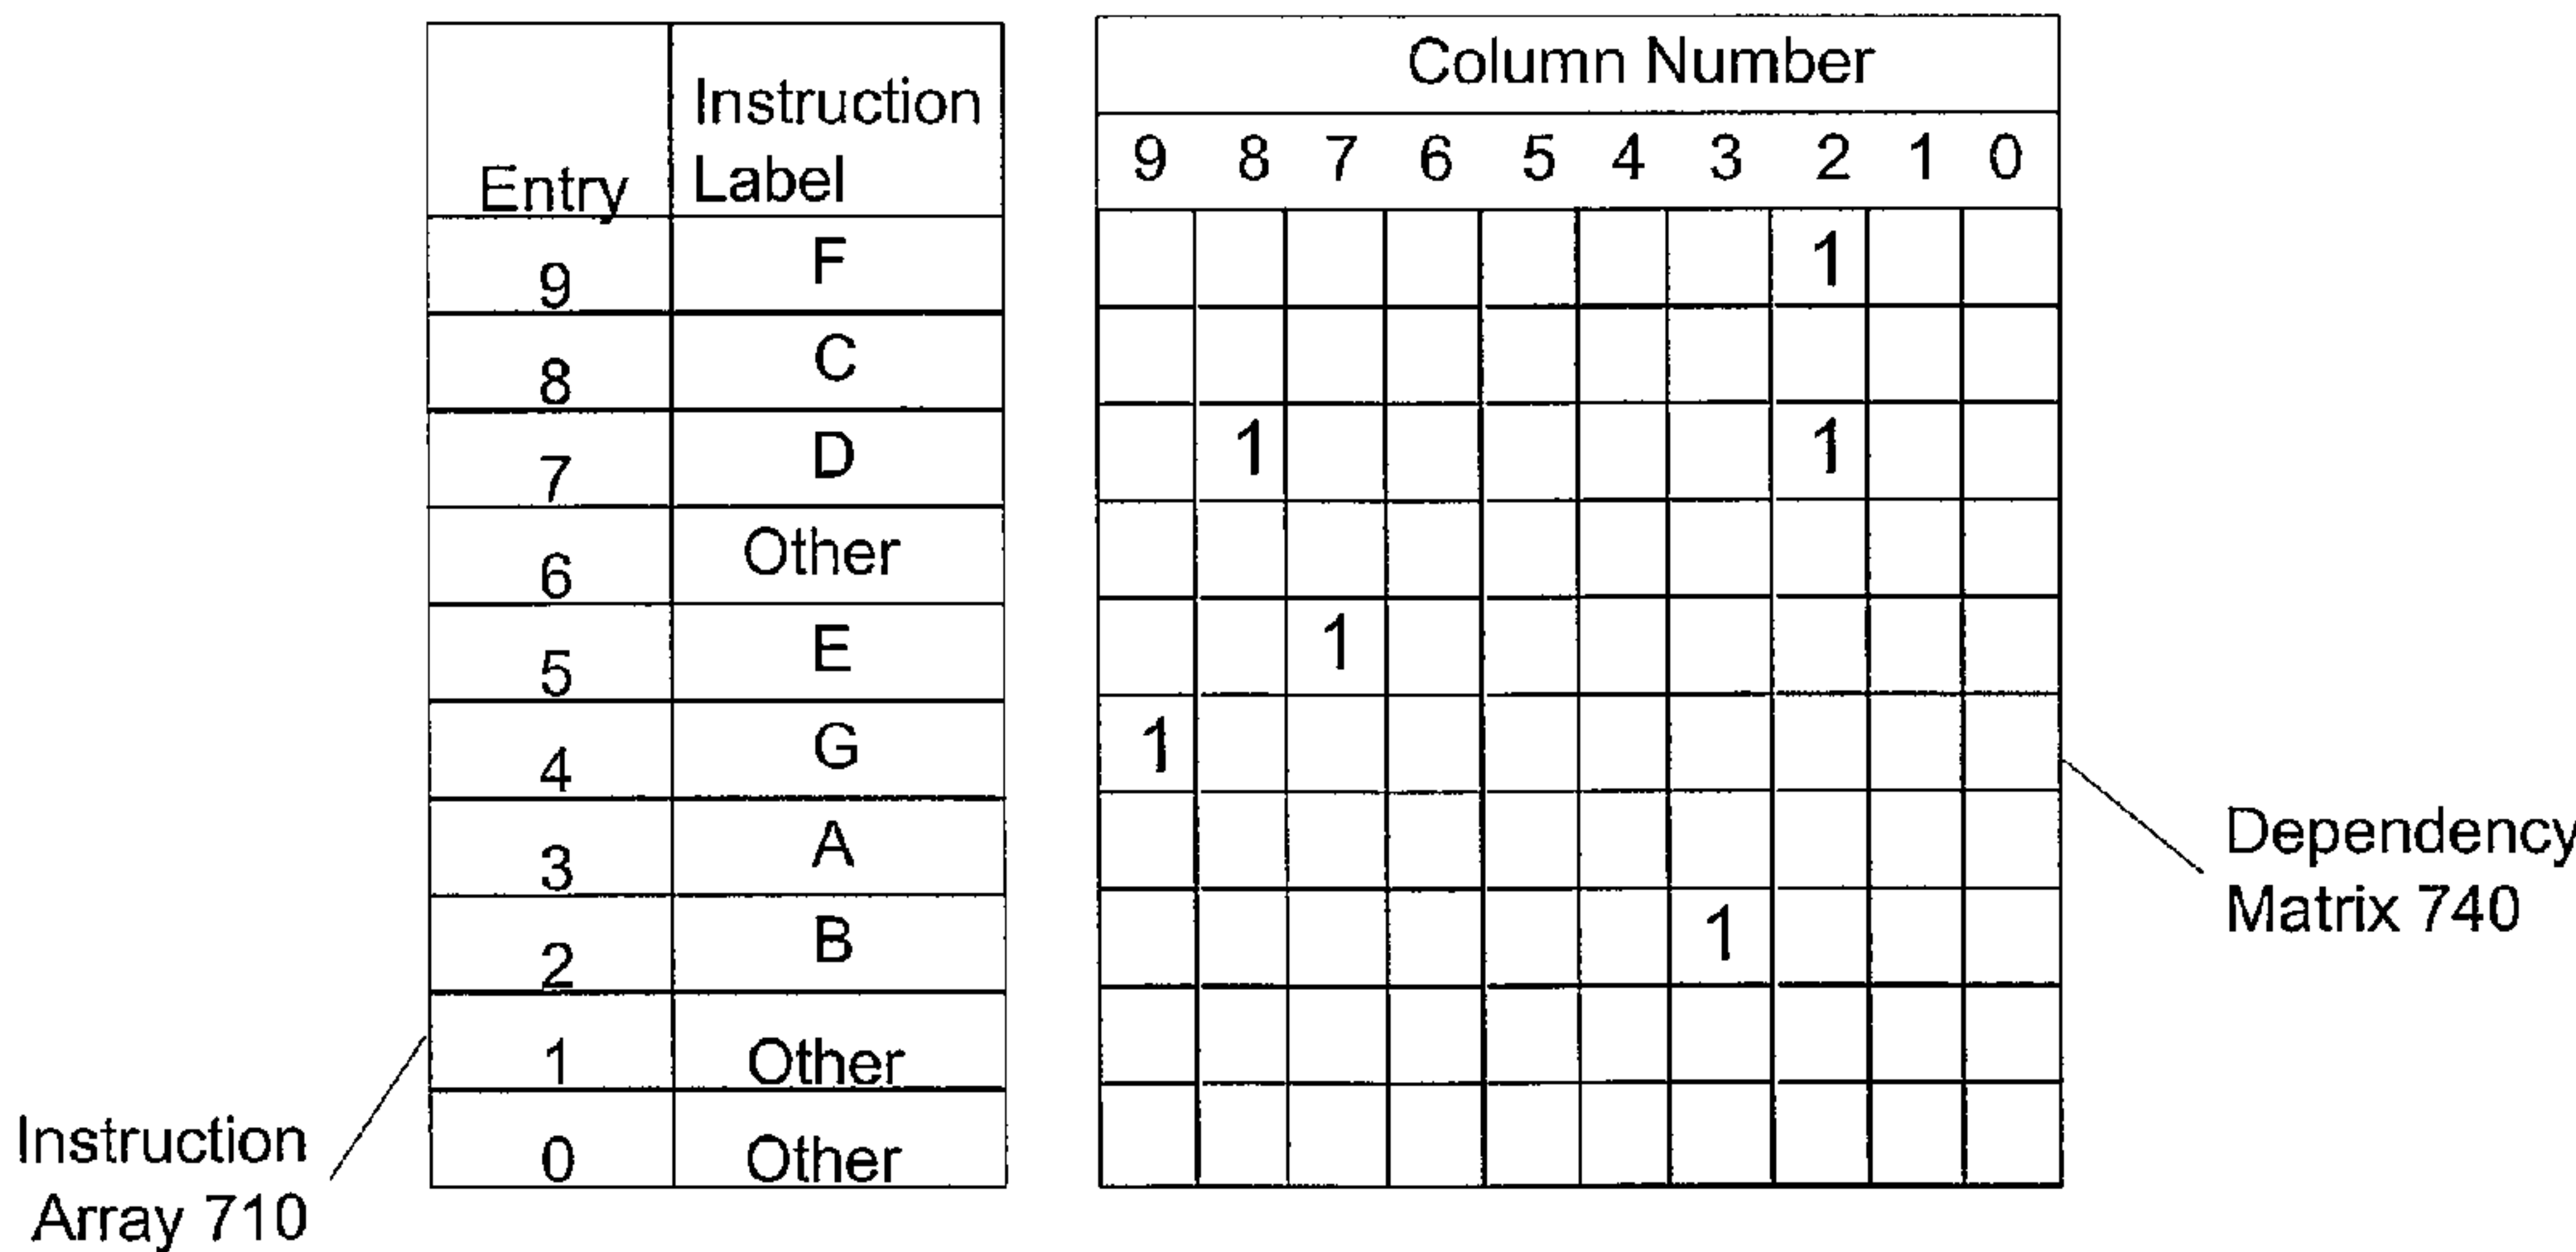 Entry Instruction Label
9 F
8 C
7 D
6 Other
5 E
4 G
3 A
2 B
1 Other
0 Other
Column Number
9 8 7 6 5 4 3 2 1 0
1
1 1
1
1
1
Instruction
Array 710
Dependency
Matrix 740